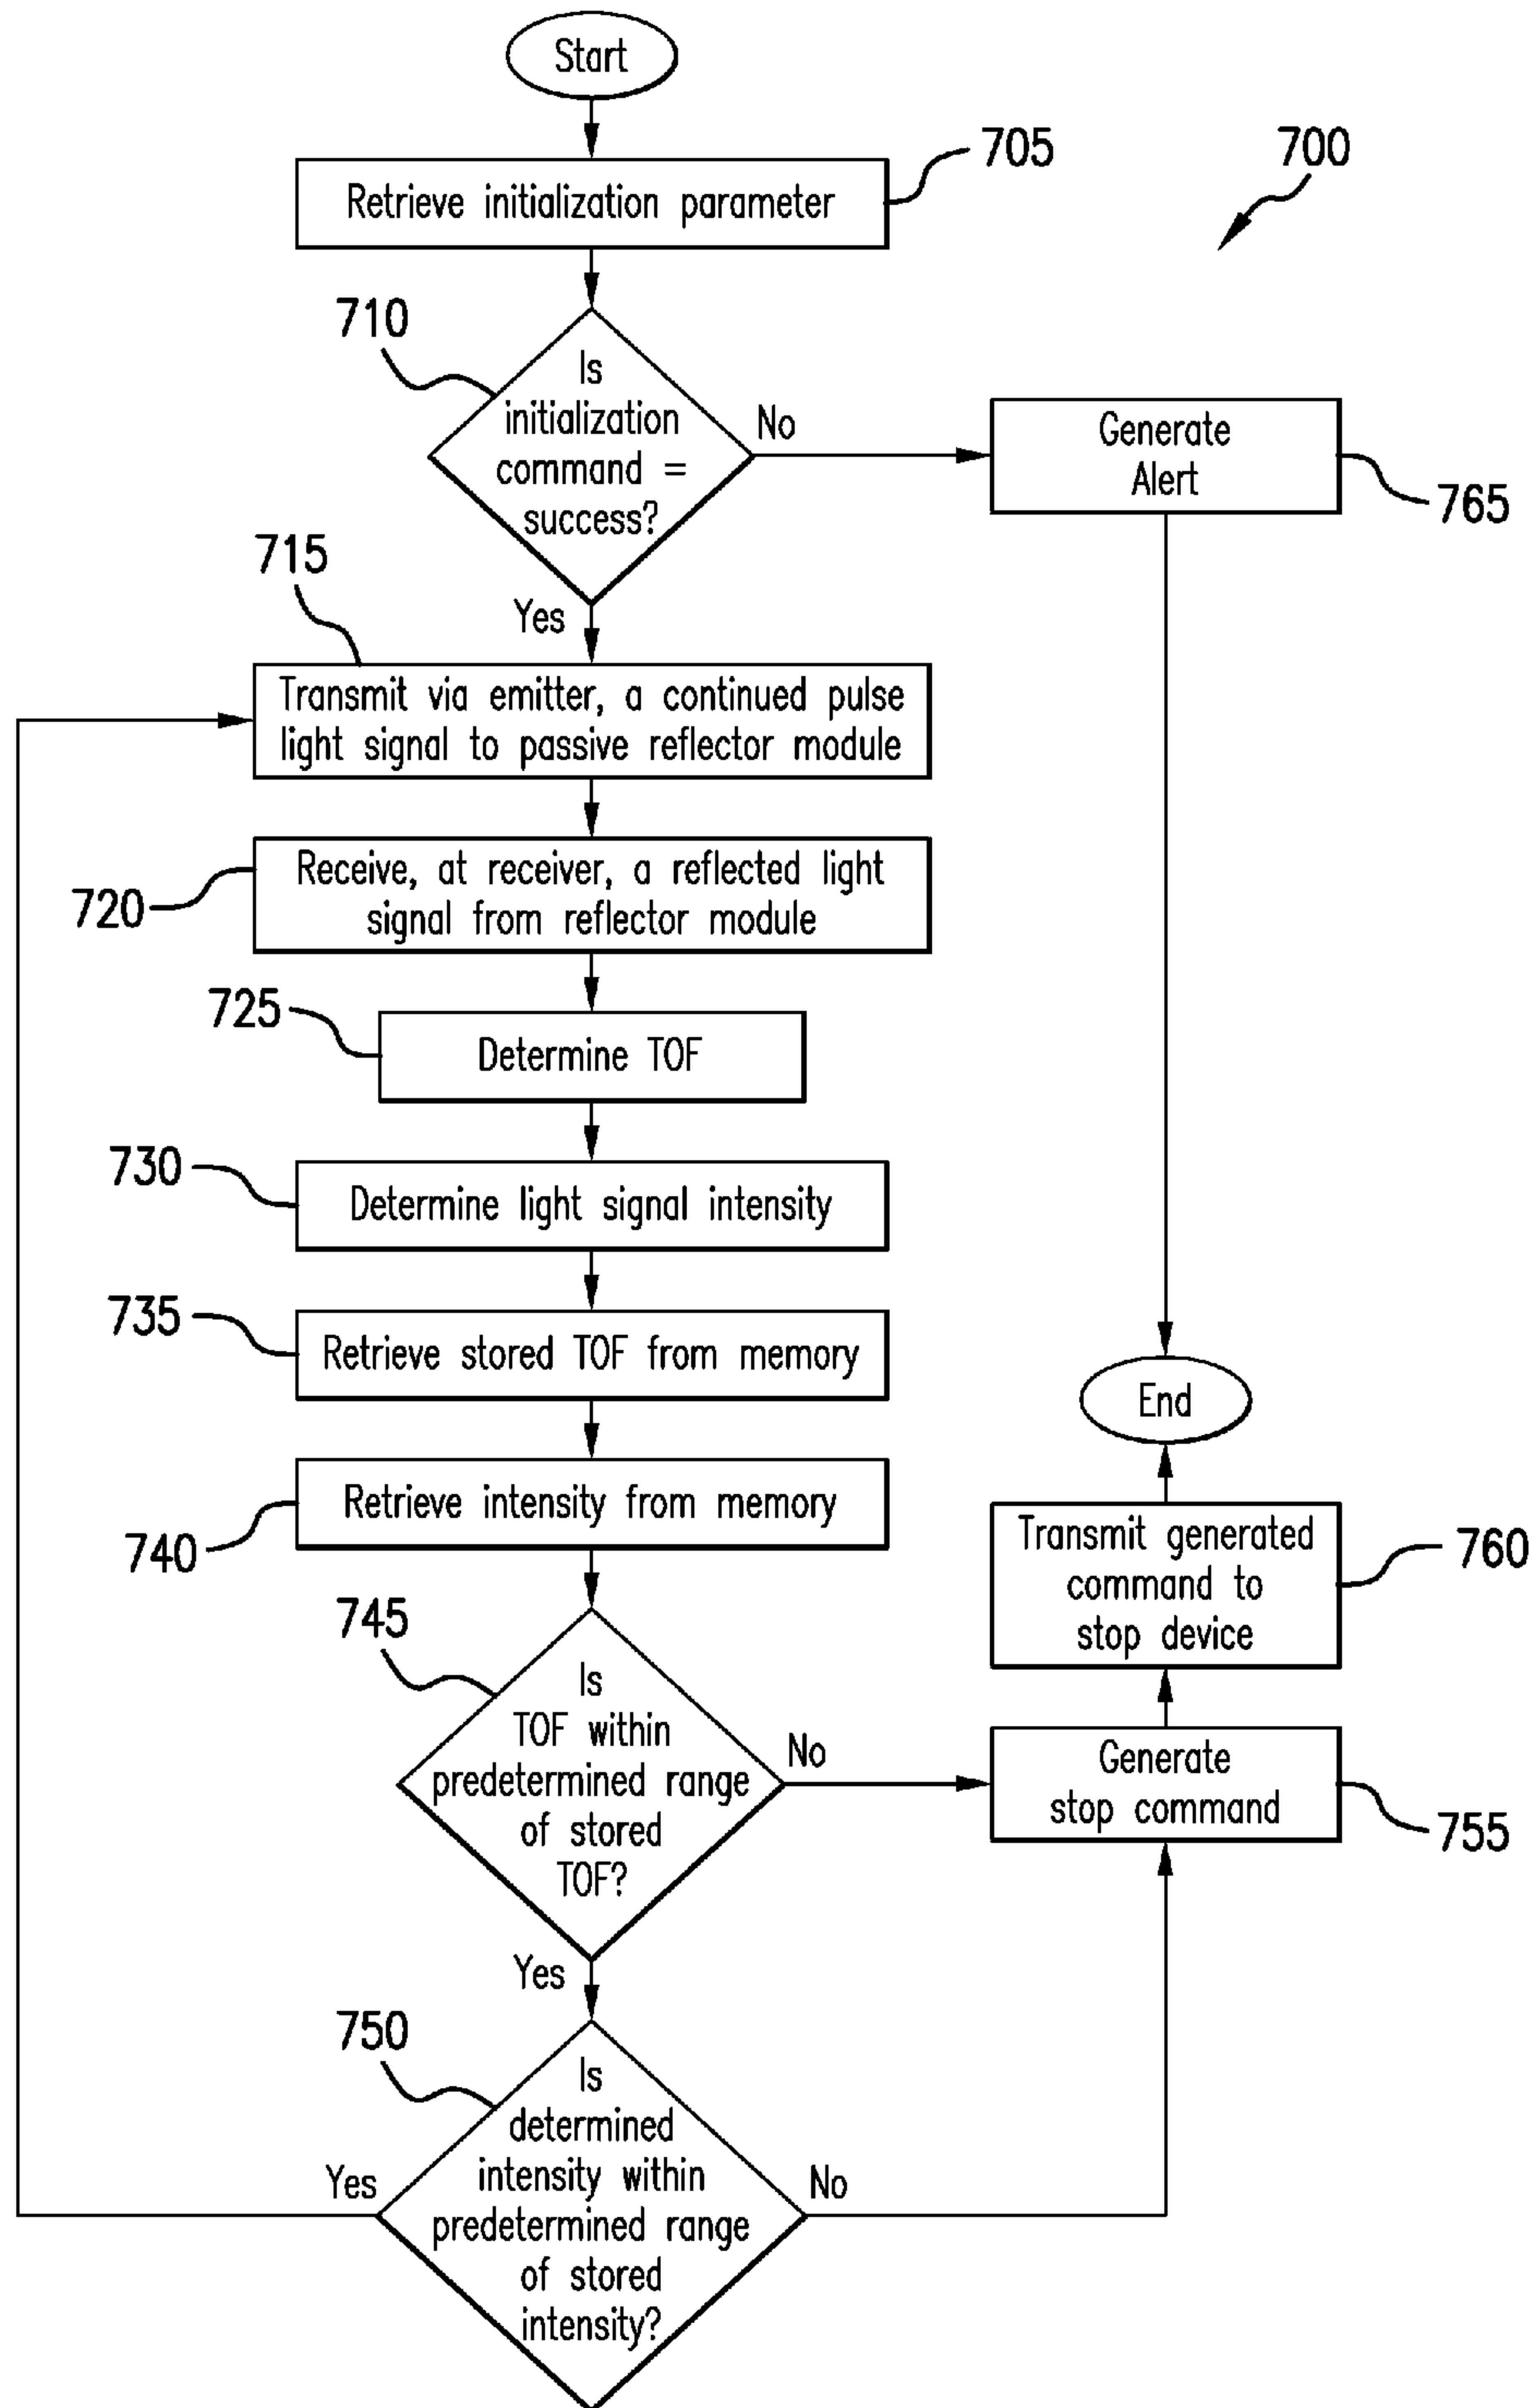 Start
705
700
Retrieve initialization parameter
710
Is
initialization
command =
success?
No
Generate
Alert
765
Yes
715
Transmit via emitter, a continued pulse
light signal to passive reflector module
720
Receive, at receiver, a reflected light
signal from reflector module
725
Determine TOF
730
Determine light signal intensity
735
Retrieve stored TOF from memory
End
740
Retrieve intensity from memory
Transmit generated
command to
stop device
760
745
Is
TOF within
predetermined range
of stored
TOF?
No
Generate
stop command
755
Yes
750
Is
determined
intensity within
predetermined range
of stored
intensity?
Yes
No